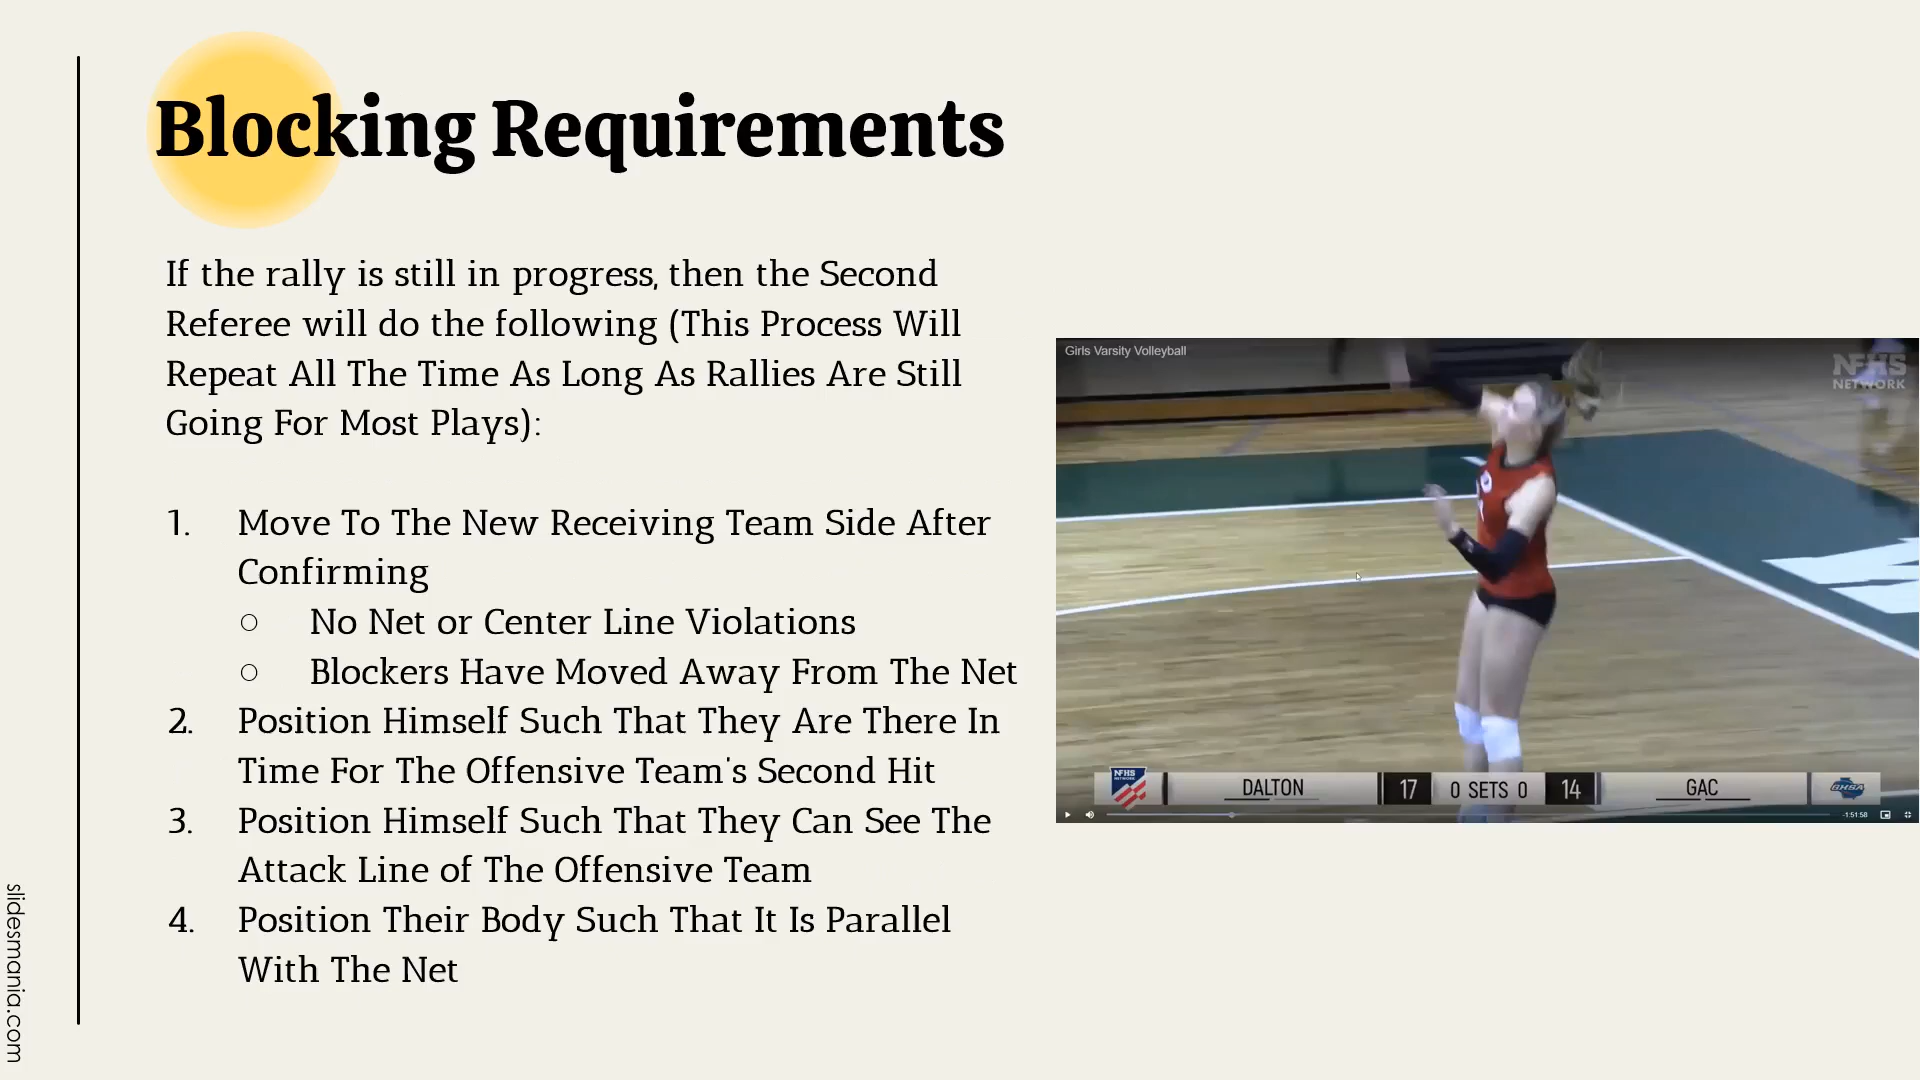 Blocking Requirements
If the rally is still in progress, then the Second
Referee will do the following (This Process Will
Repeat All The Time As Long As Rallies Are Still
Going For Most Plays):
1. Move To The New Receiving Team Side After
Confirming
○ No Net or Center Line Violations
○ Blockers Have Moved Away From The Net
2. Position Himself Such That They Are There In
Time For The Offensive Team's Second Hit
3. Position Himself Such That They Can See The
Attack Line of The Offensive Team
4. Position Their Body Such That It Is Parallel
With The Net
Girls Varsity Volleyball
NFHS
NETWORK
NFHS
NETWORK
DALTON 17 0 SETS 0 14 GAC
GHSA
-1:51:58
slidesmania.com